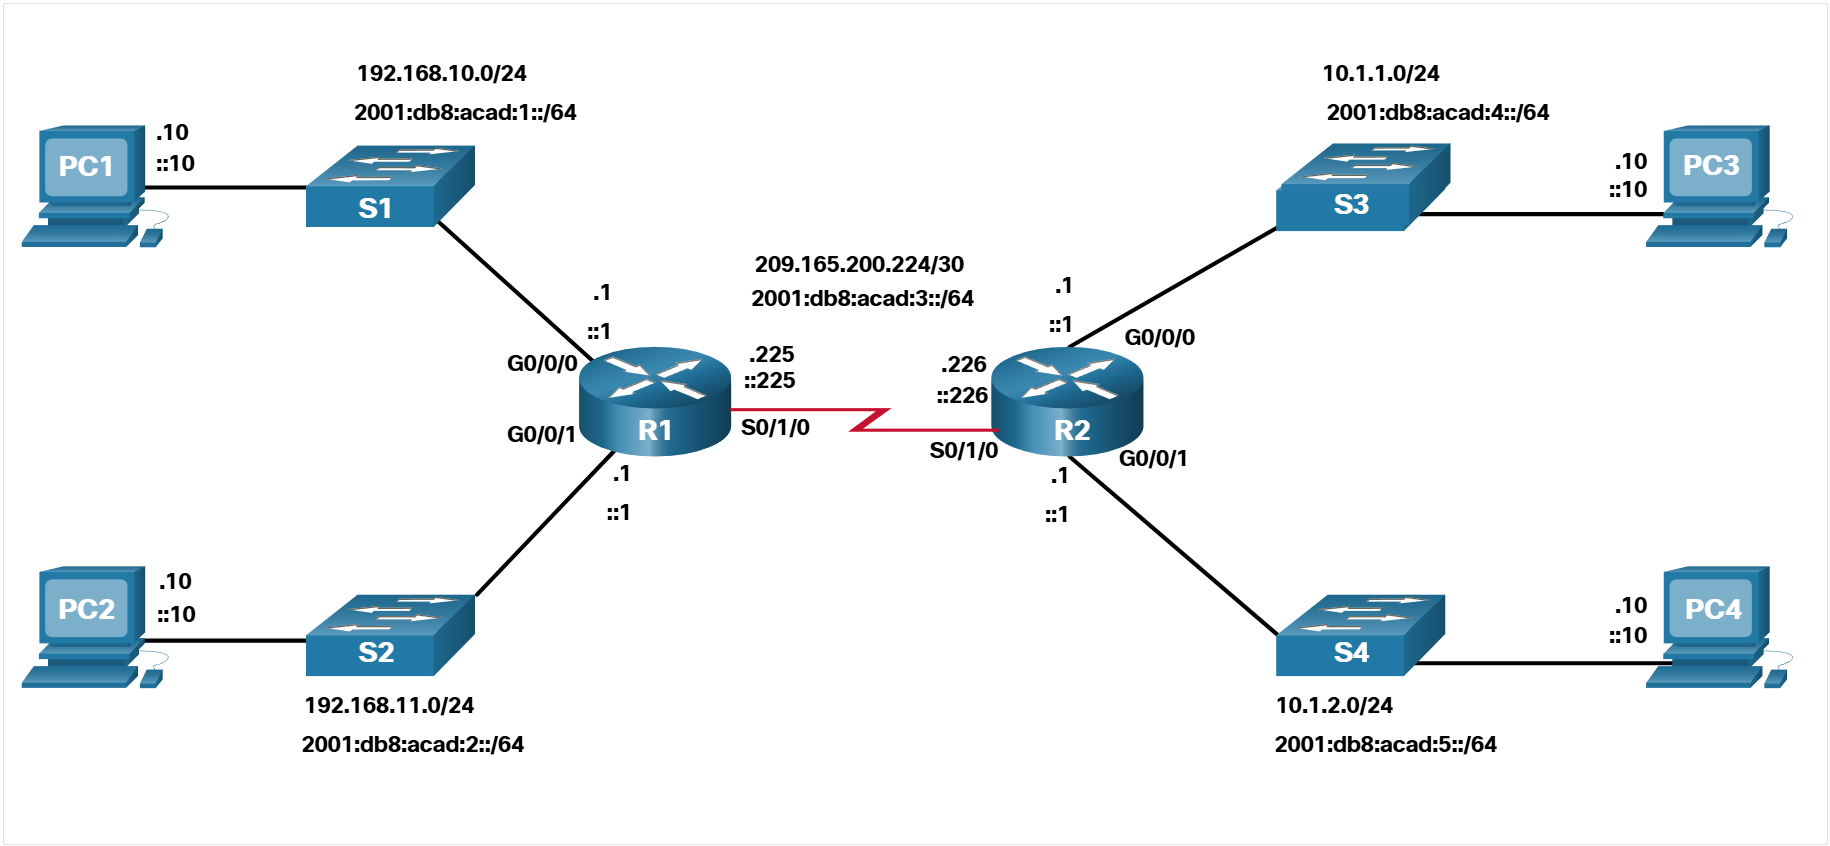 192.168.10.0/24
2001:db8:acad:1::/64
10.1.1.0/24
2001:db8:acad:4::/64
PC1
.10
::10
S1
S3
.10
::10
PC3
209.165.200.224/30
2001:db8:acad:3::/64
.1
::1
G0/0/0
.225
::225
R1
G0/0/1
S0/1/0
.1
::1
.1
::1
G0/0/0
.226
::226
R2
S0/1/0
G0/0/1
.1
::1
PC2
.10
::10
S2
192.168.11.0/24
2001:db8:acad:2::/64
S4
.10
::10
PC4
10.1.2.0/24
2001:db8:acad:5::/64